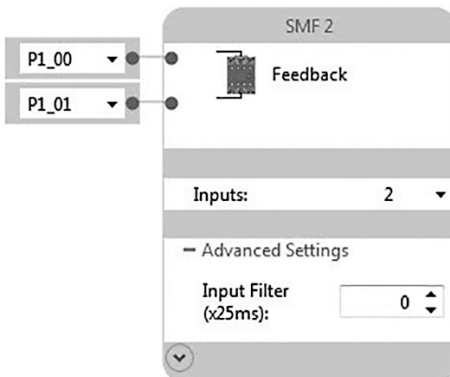 SMF 2
P1_00
Feedback
P1_01
Inputs: 2
Advanced Settings
Input Filter
(x25ms): 0